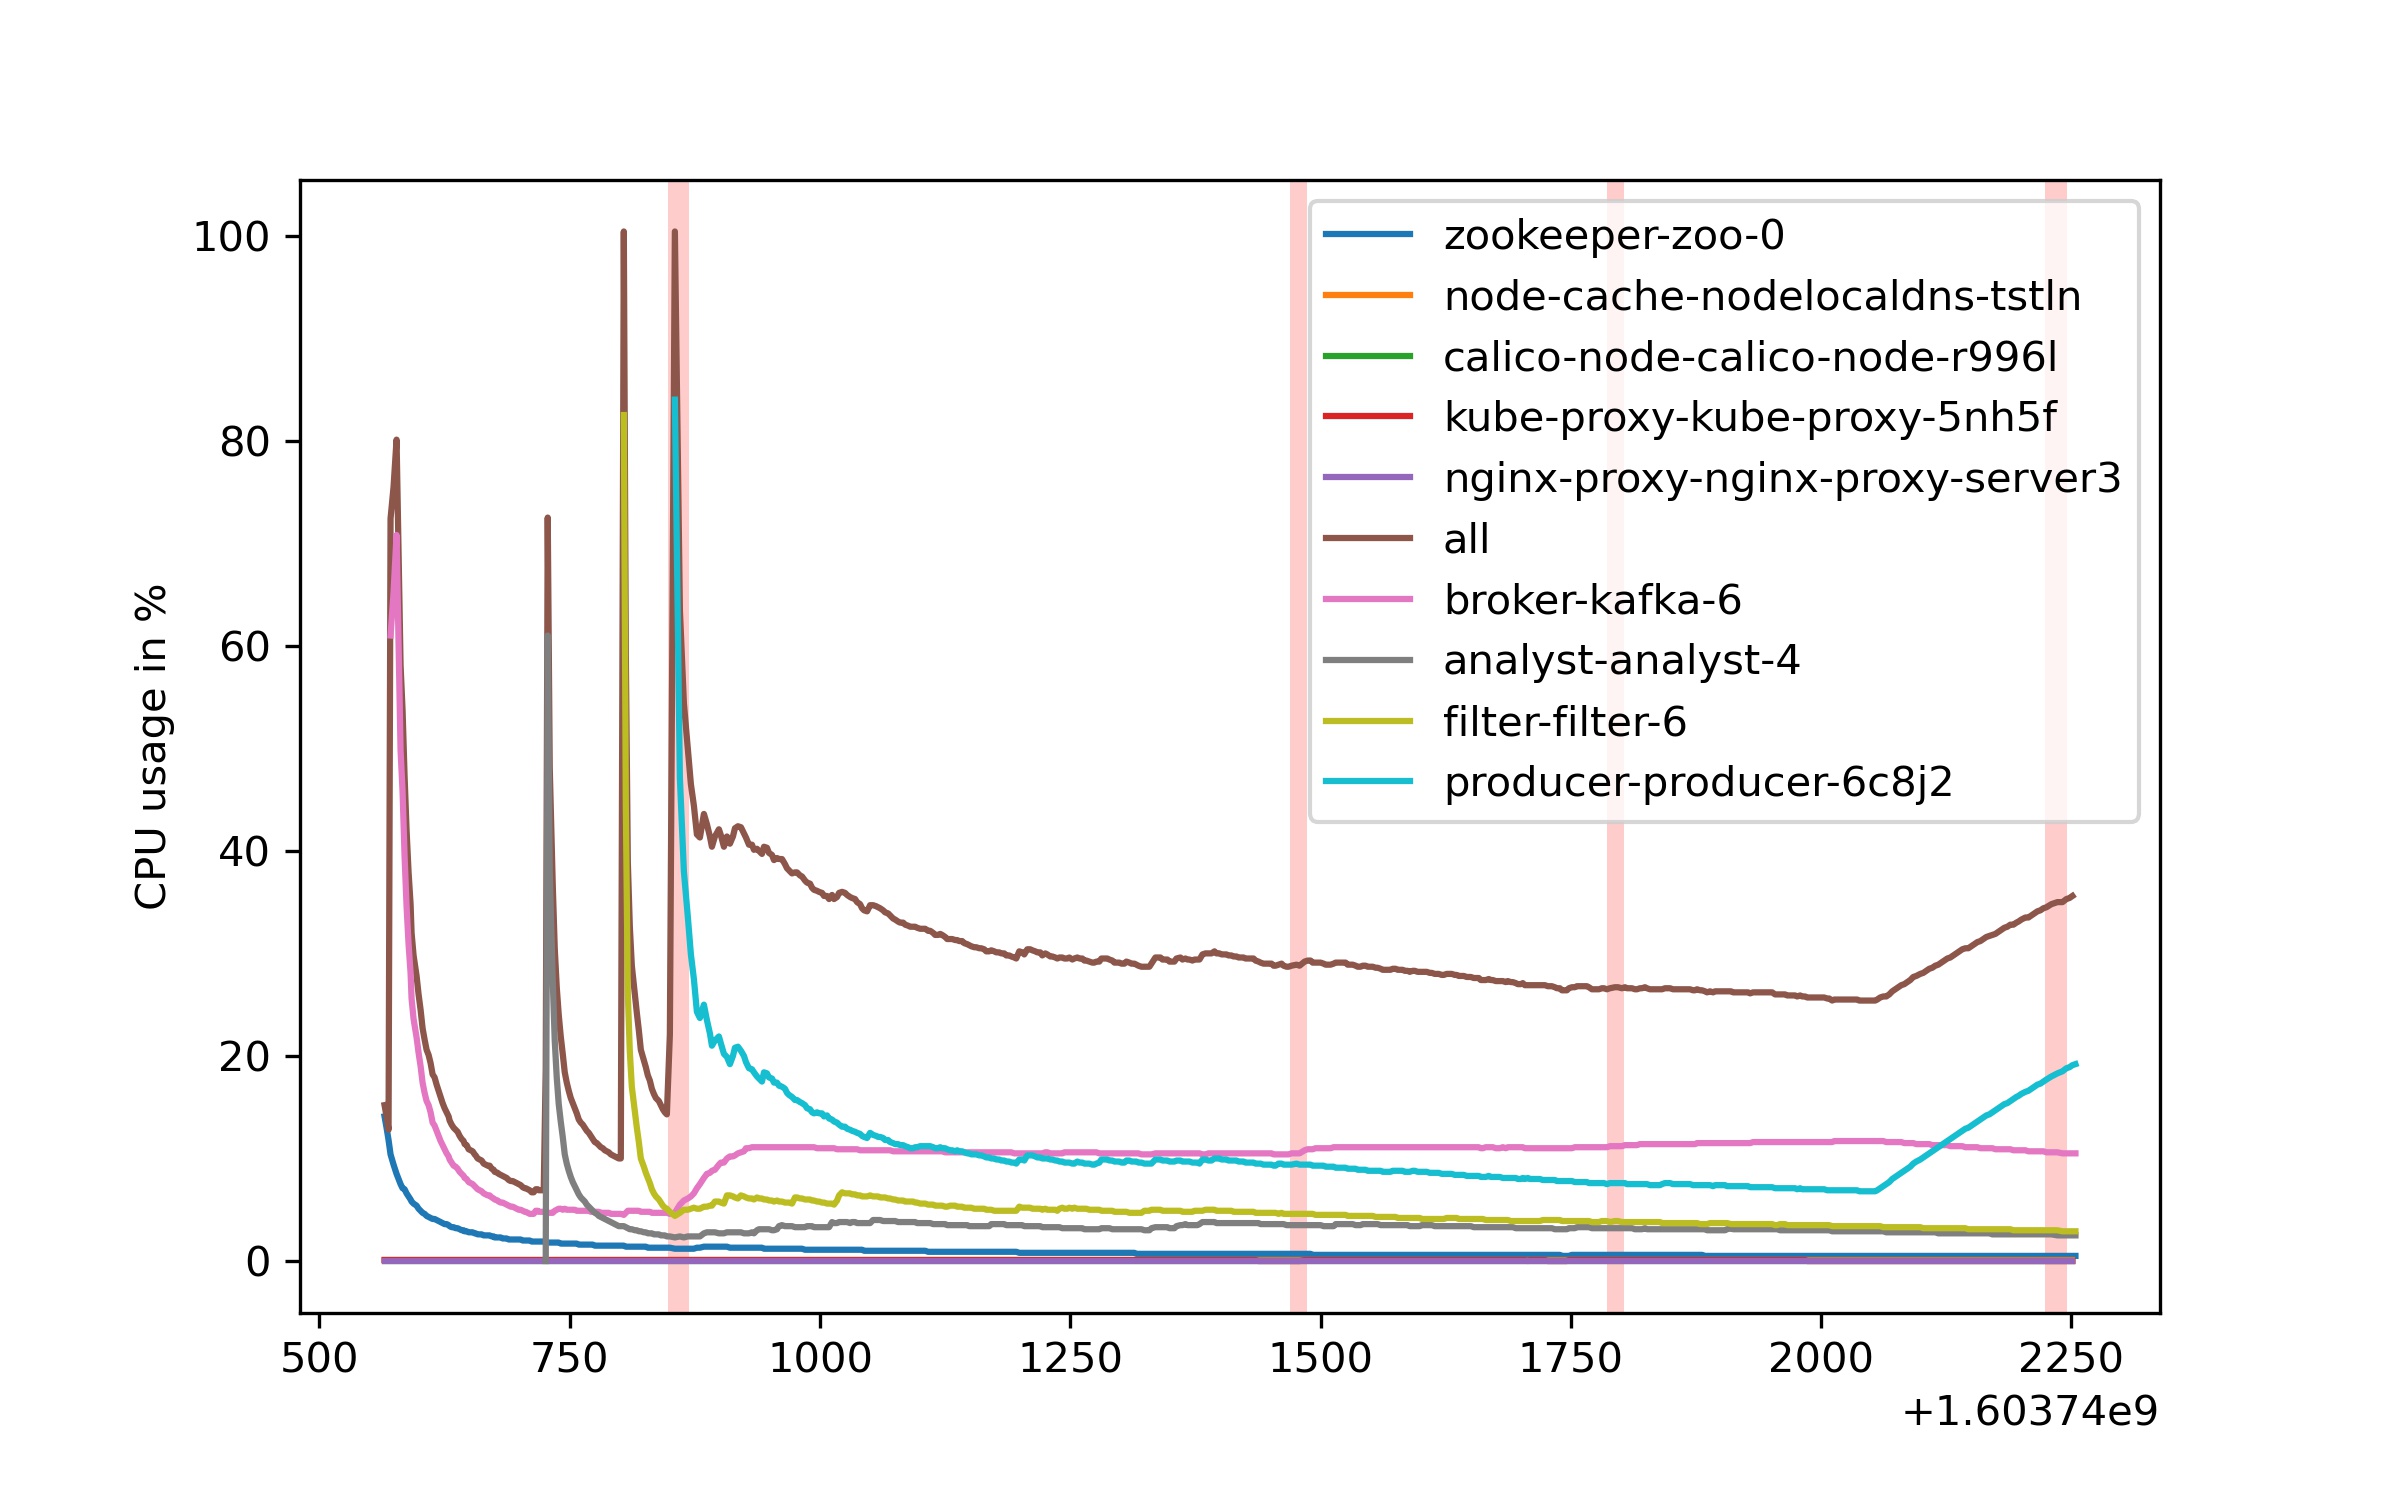 CPU usage in %
100
80
60
40
20
0
500 750 1000 1250 1500 1750 2000 2250
+1.60374e9
zookeeper-zoo-0
node-cache-nodelocaldns-tstln
calico-node-calico-node-r996l
kube-proxy-kube-proxy-5nh5f
nginx-proxy-nginx-proxy-server3
all
broker-kafka-6
analyst-analyst-4
filter-filter-6
producer-producer-6c8j2